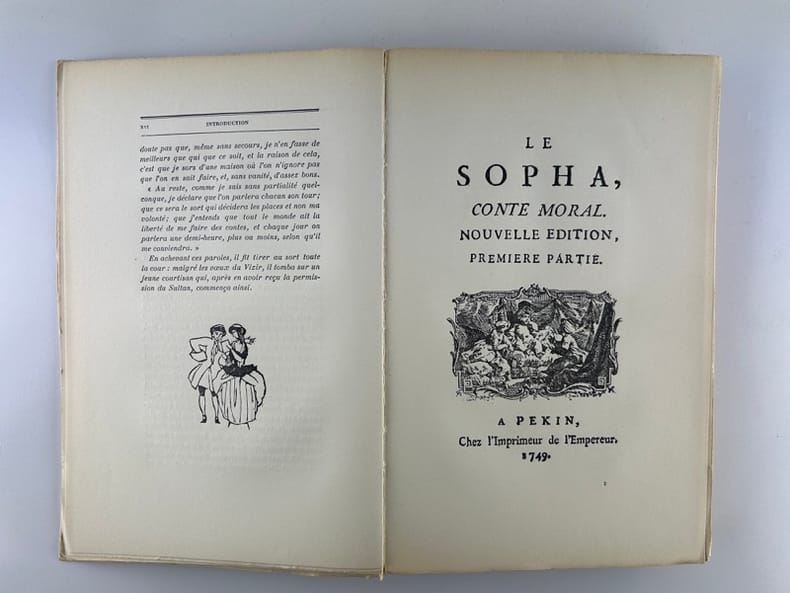 xvi INTRODUCTION
doute pas que, même sans secours, je n'en fasse de
meilleurs que qui que ce soit, et la raison de cela,
c'est que je sors d'une maison où l'on n'ignore pas
que l'on en sait faire, et, sans vanité, d'assez bons.
« Au reste, comme je suis sans partialité quel-
conque, je déclare que l'on parlera chacun son tour;
que ce sera le sort qui décidera les places et non ma
volonté; que j'entends que tout le monde ait la
liberté de me faire des contes, et chaque jour on
parlera une demi-heure, plus ou moins, selon qu'il
me conviendra. »
En achevant ces paroles, il fit tirer au sort toute
la cour : malgré les vœux du Vizir, il tomba sur un
jeune courtisan qui, après en avoir reçu la permis-
sion du Sultan, commença ainsi.
LE
SOPHA,
CONTE MORAL.
NOUVELLE EDITION,
PREMIERE PARTIE.
A PEKIN,
Chez l'Imprimeur de l'Empereur.
1749.